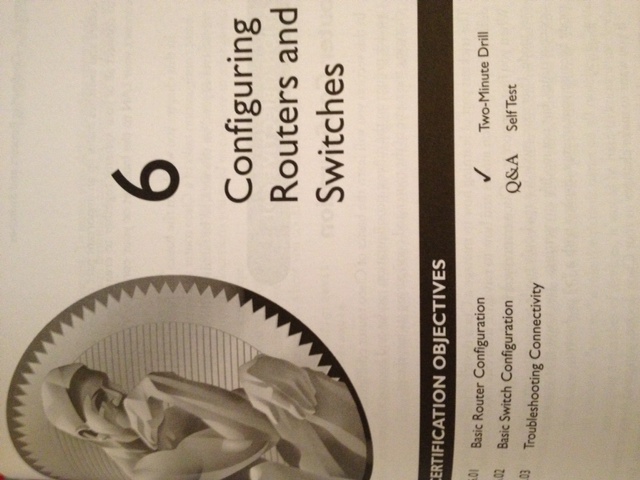 6
Configuring
Routers and
Switches
CERTIFICATION OBJECTIVES
.01 Basic Router Configuration
.02 Basic Switch Configuration
.03 Troubleshooting Connectivity
✓ Two-Minute Drill
Q&A Self Test